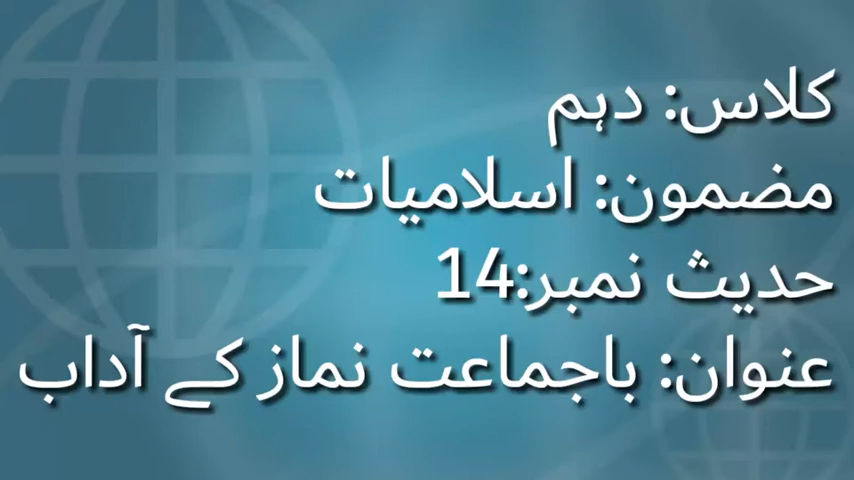 کلاس: دہم
مضمون: اسلامیات
حدیث نمبر:14
عنوان: باجماعت نماز کے آداب